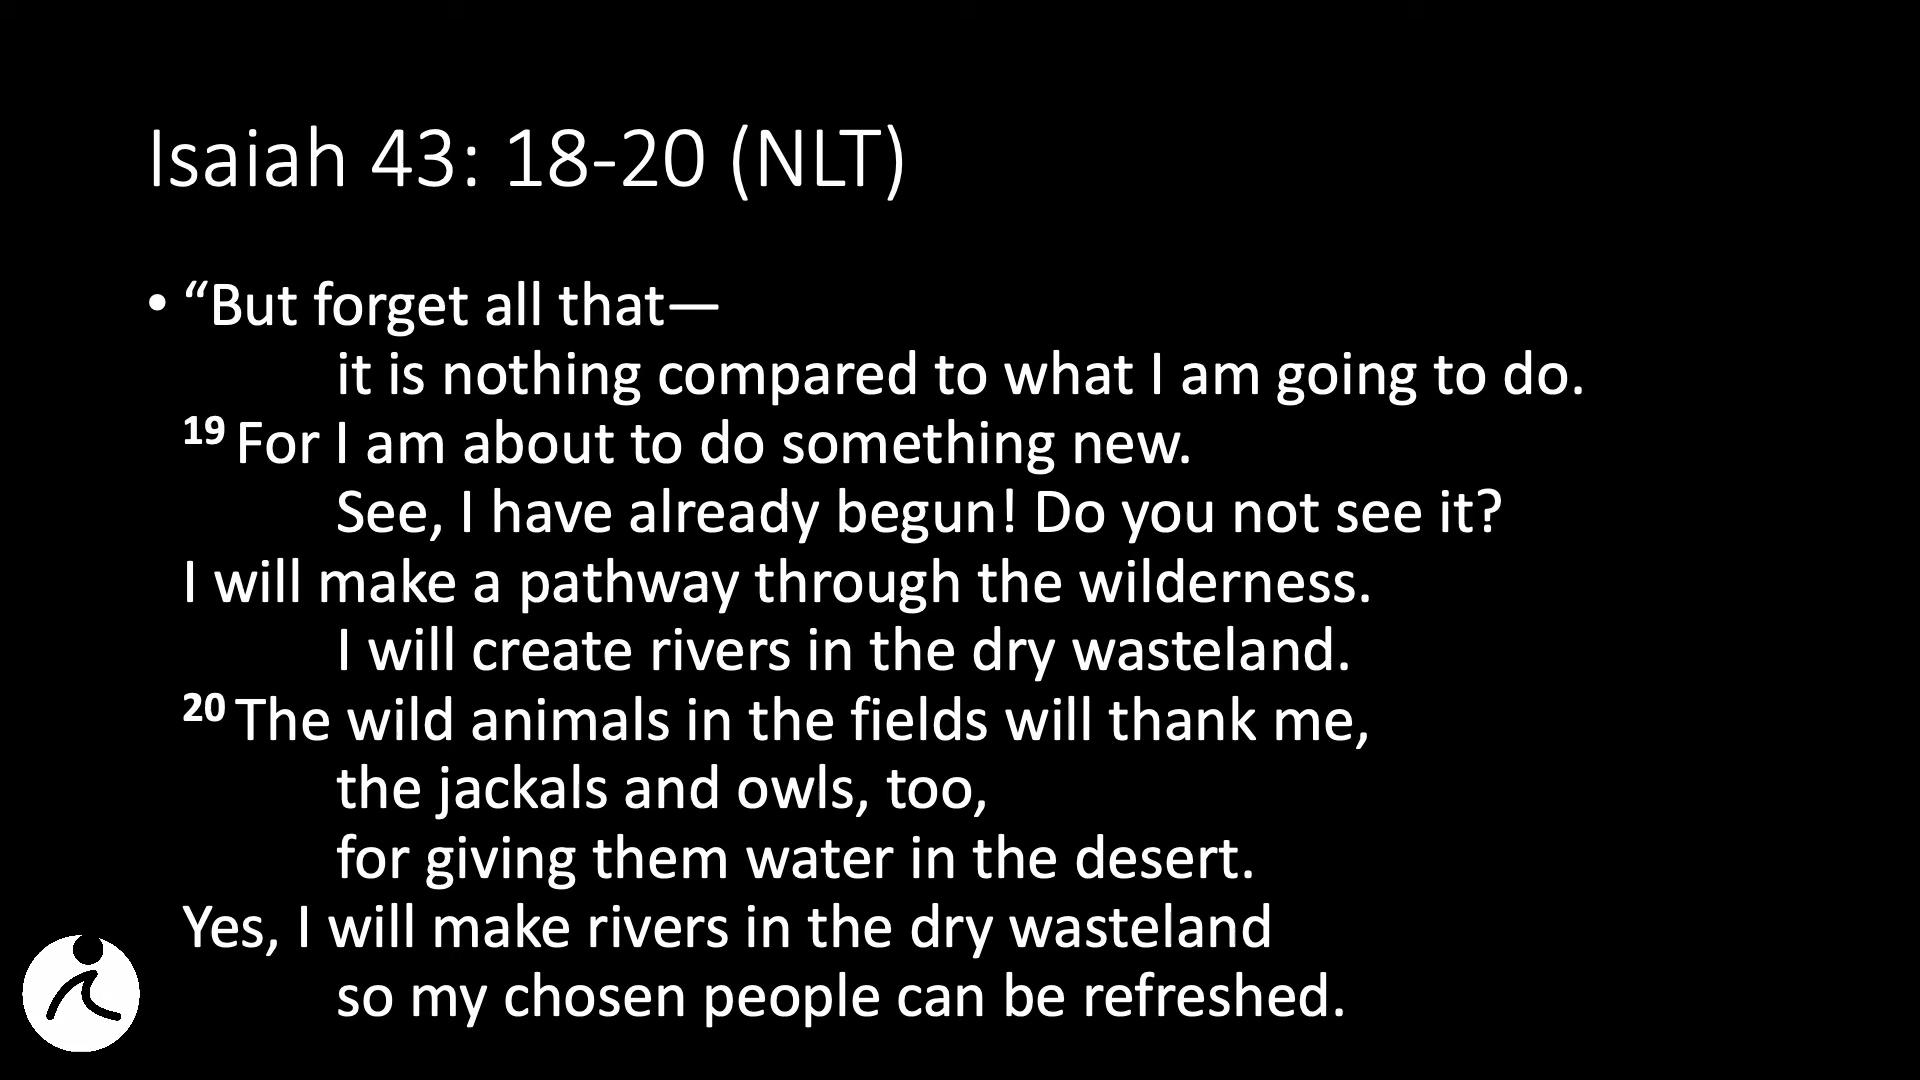 Isaiah 43: 18-20 (NLT)
• “But forget all that—
it is nothing compared to what I am going to do.
19 For I am about to do something new.
See, I have already begun! Do you not see it?
I will make a pathway through the wilderness.
I will create rivers in the dry wasteland.
20 The wild animals in the fields will thank me,
the jackals and owls, too,
for giving them water in the desert.
Yes, I will make rivers in the dry wasteland
so my chosen people can be refreshed.